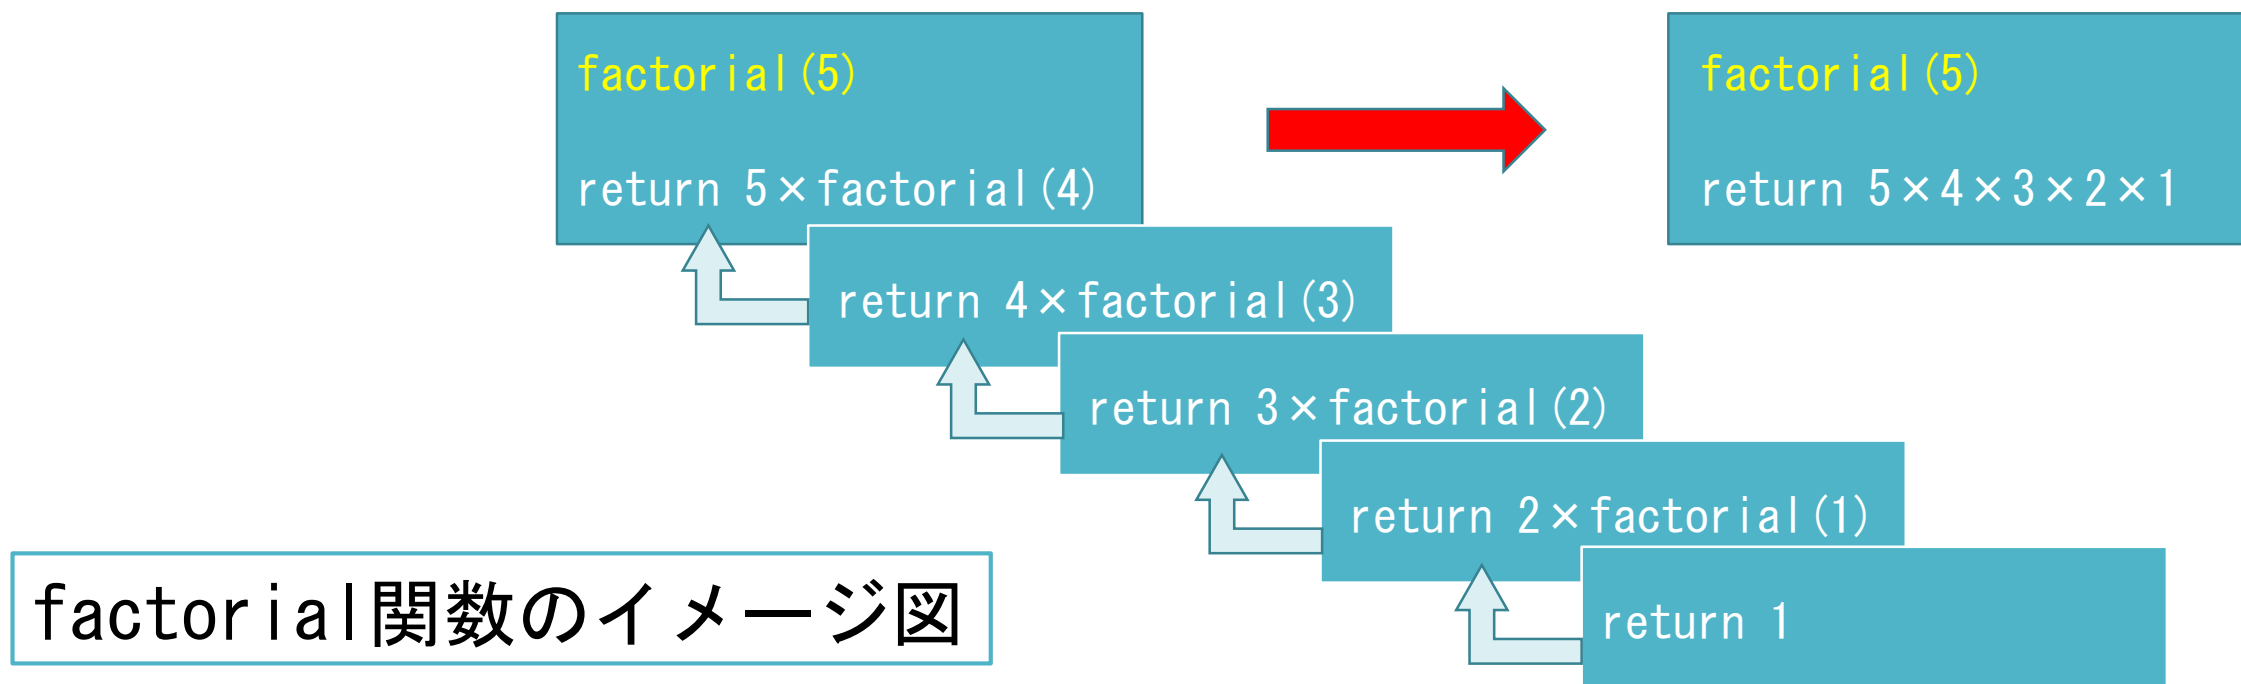 factorial(5)
return 5×factorial(4)
return 4×factorial(3)
return 3×factorial(2)
return 2×factorial(1)
return 1
factorial(5)
return 5×4×3×2×1
factorial関数のイメージ図